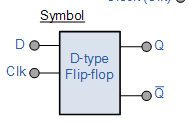 Symbol
D
D-type
Flip-flop
Q
Clk
Q̅